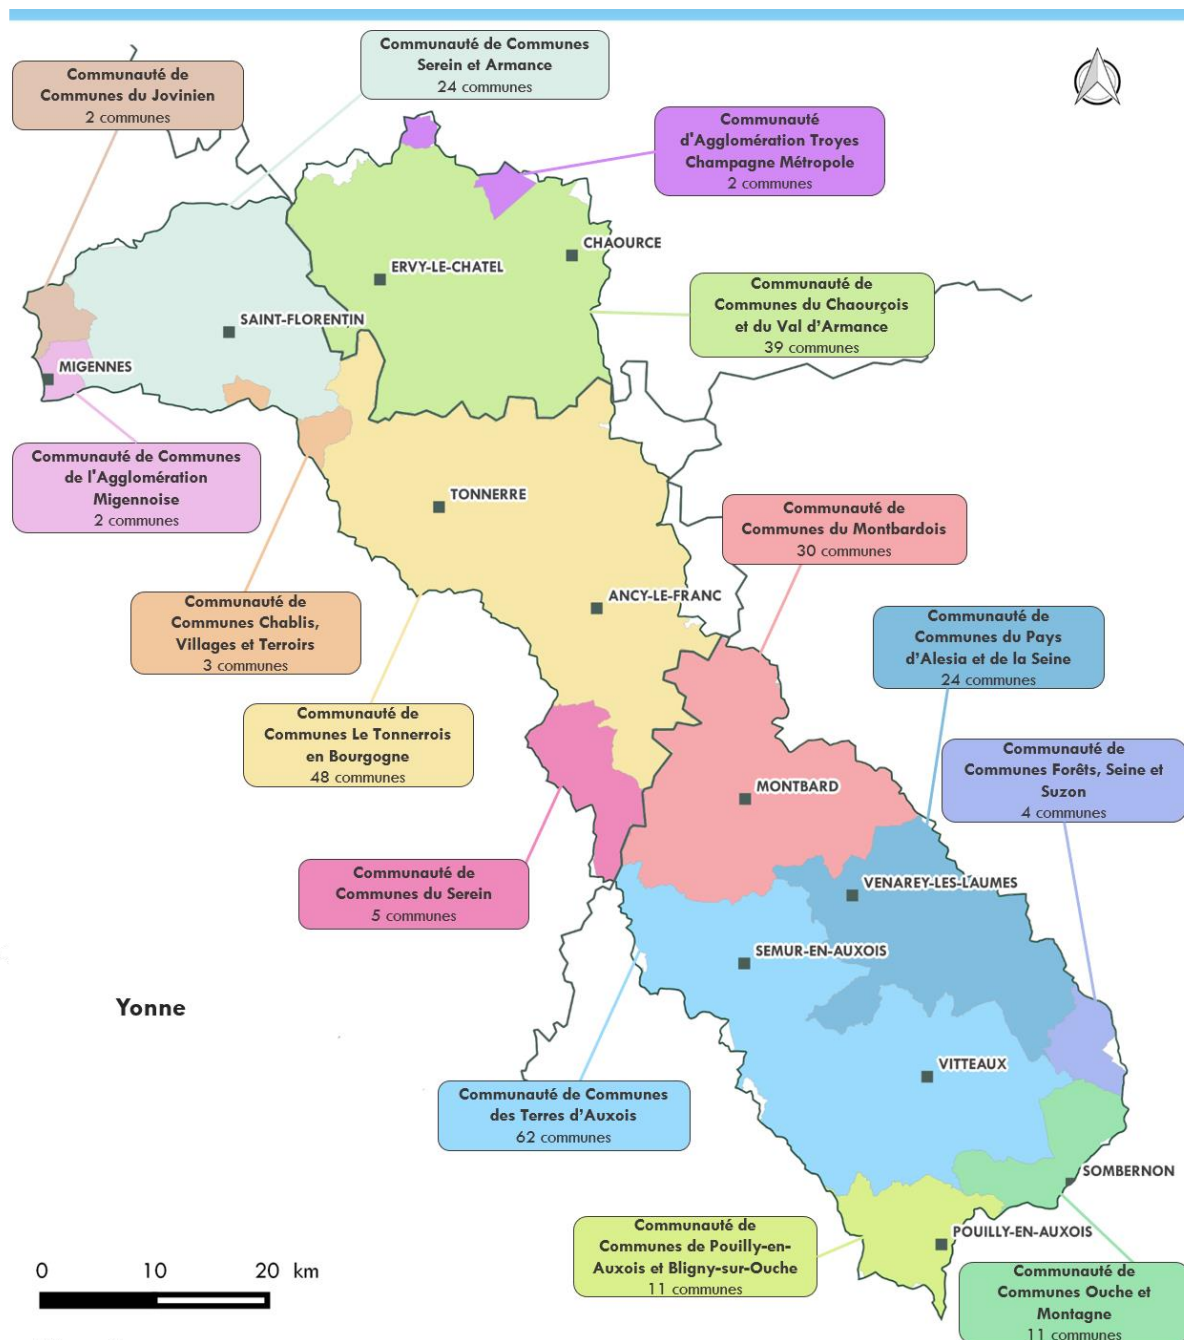 Communauté de Communes
Serein et Armance
24 communes
Communauté de
Communes du Jovinien
2 communes
Communauté
d'Agglomération Troyes
Champagne Métropole
2 communes
CHAOURCE
ERVY-LE-CHATEL
Communauté de
Communes du Chaourçois
et du Val d'Armance
39 communes
SAINT-FLORENTIN
MIGENNES
Communauté de Communes
de l'Agglomération
Migennoise
2 communes
TONNERRE
Communauté de
Communes du Montbardois
30 communes
ANCY-LE-FRANC
Communauté de
Communes Chablis,
Villages et Terroirs
3 communes
Communauté de
Communes du Pays
d'Alesia et de la Seine
24 communes
Communauté de
Communes Le Tonnerrois
en Bourgogne
48 communes
Communauté de
Communes Forêts, Seine et
Suzon
4 communes
MONTBARD
Communauté de
Communes du Serein
5 communes
VENAREY-LES-LAUMES
SEMUR-EN-AUXOIS
Yonne
VITTEAUX
Communauté de Communes
des Terres d'Auxois
62 communes
SOMBERNON
Communauté de
Communes de Pouilly-en-
Auxois et Bligny-sur-Ouche
11 communes
POUILLY-EN-AUXOIS
Communauté de
Communes Ouche et
Montagne
11 communes
0 10 20 km